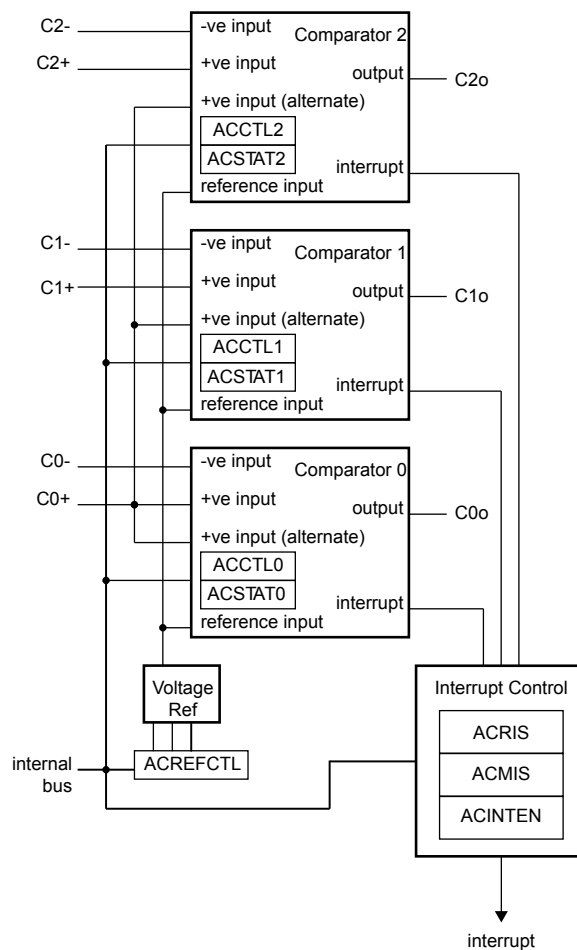 C2-
-ve input
Comparator 2
C2+
+ve input
output
C2o
+ve input (alternate)
ACCTL2
ACSTAT2
interrupt
reference input
C1-
-ve input
Comparator 1
C1+
+ve input
output
C1o
+ve input (alternate)
ACCTL1
ACSTAT1
interrupt
reference input
C0-
-ve input
Comparator 0
C0+
+ve input
output
C0o
+ve input (alternate)
ACCTL0
ACSTAT0
interrupt
reference input
Voltage
Ref
Interrupt Control
ACRIS
internal
bus
ACREFCTL
ACMIS
ACINTEN
interrupt